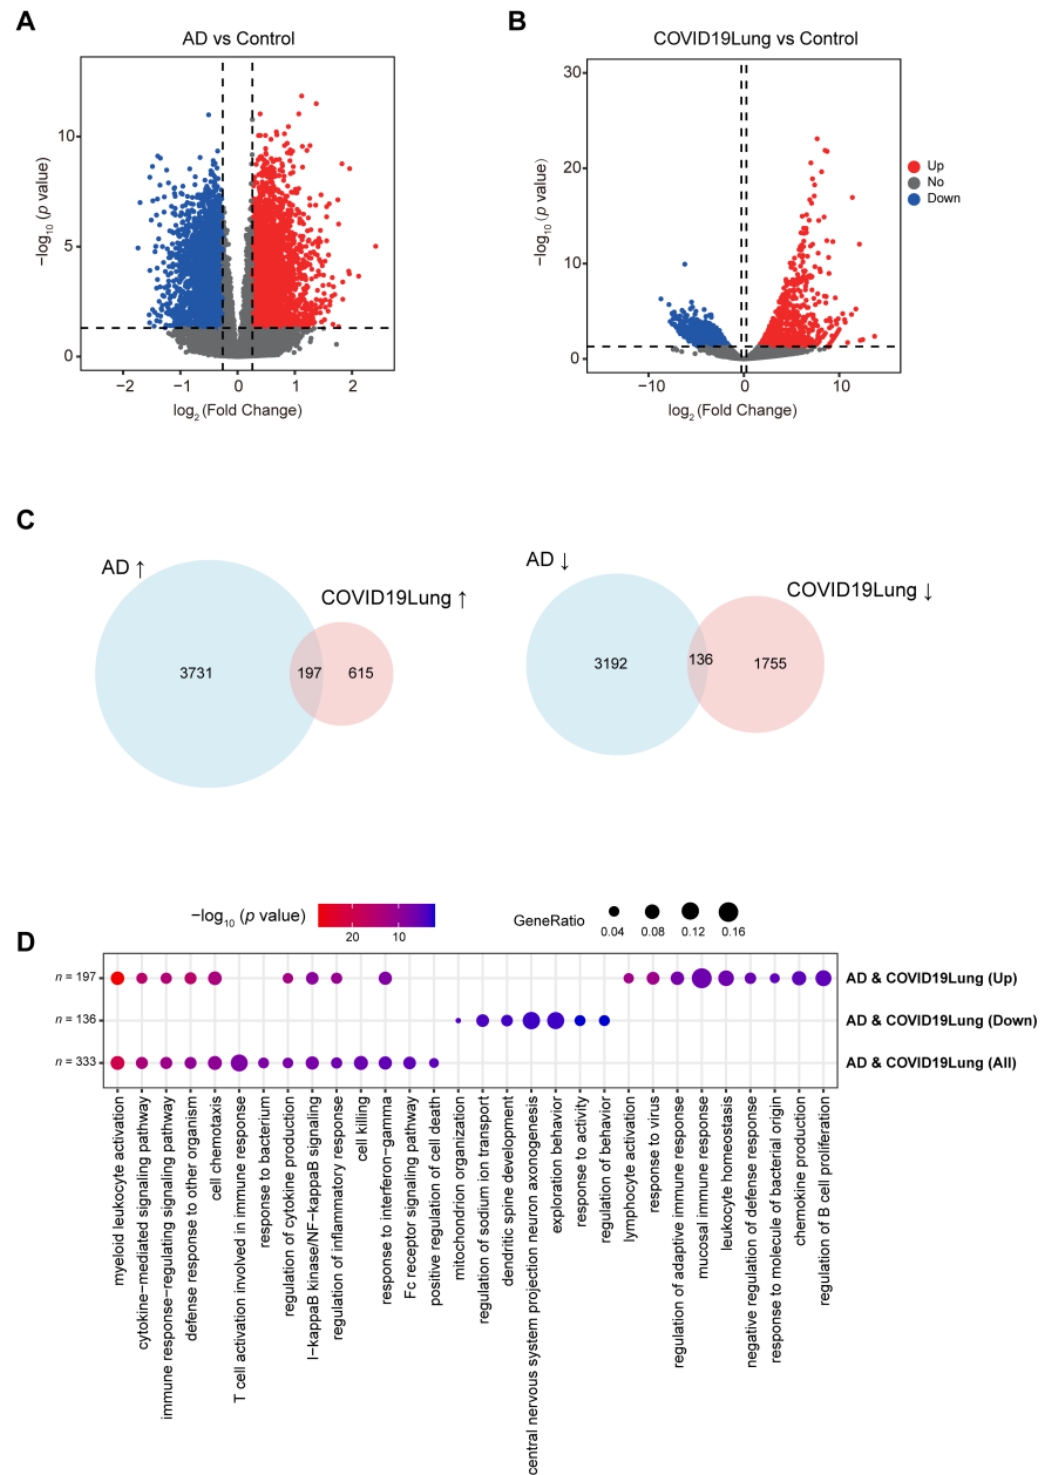 A
AD vs Control
10
5
0
−2
−1
0
1
2
−log10 (p value)
log2 (Fold Change)
B
COVID19Lung vs Control
30
20
10
0
−10
0
10
−log10 (p value)
log2 (Fold Change)
Up
No
Down
C
AD ↑
COVID19Lung ↑
3731
197
615
AD ↓
COVID19Lung ↓
3192
136
1755
D
−log10 (p value)
20
10
GeneRatio
0.04
0.08
0.12
0.16
n = 197
AD & COVID19Lung (Up)
n = 136
AD & COVID19Lung (Down)
n = 333
AD & COVID19Lung (All)
myeloid leukocyte activation
cytokine−mediated signaling pathway
immune response−regulating signaling pathway
defense response to other organism
cell chemotaxis
T cell activation involved in immune response
response to bacterium
regulation of cytokine production
I−kappaB kinase/NF−kappaB signaling
regulation of inflammatory response
cell killing
response to interferon−gamma
Fc receptor signaling pathway
positive regulation of cell death
mitochondrion organization
regulation of sodium ion transport
dendritic spine development
central nervous system projection neuron axonogenesis
exploration behavior
response to activity
regulation of behavior
lymphocyte activation
response to virus
regulation of adaptive immune response
mucosal immune response
leukocyte homeostasis
negative regulation of defense response
response to molecule of bacterial origin
chemokine production
regulation of B cell proliferation